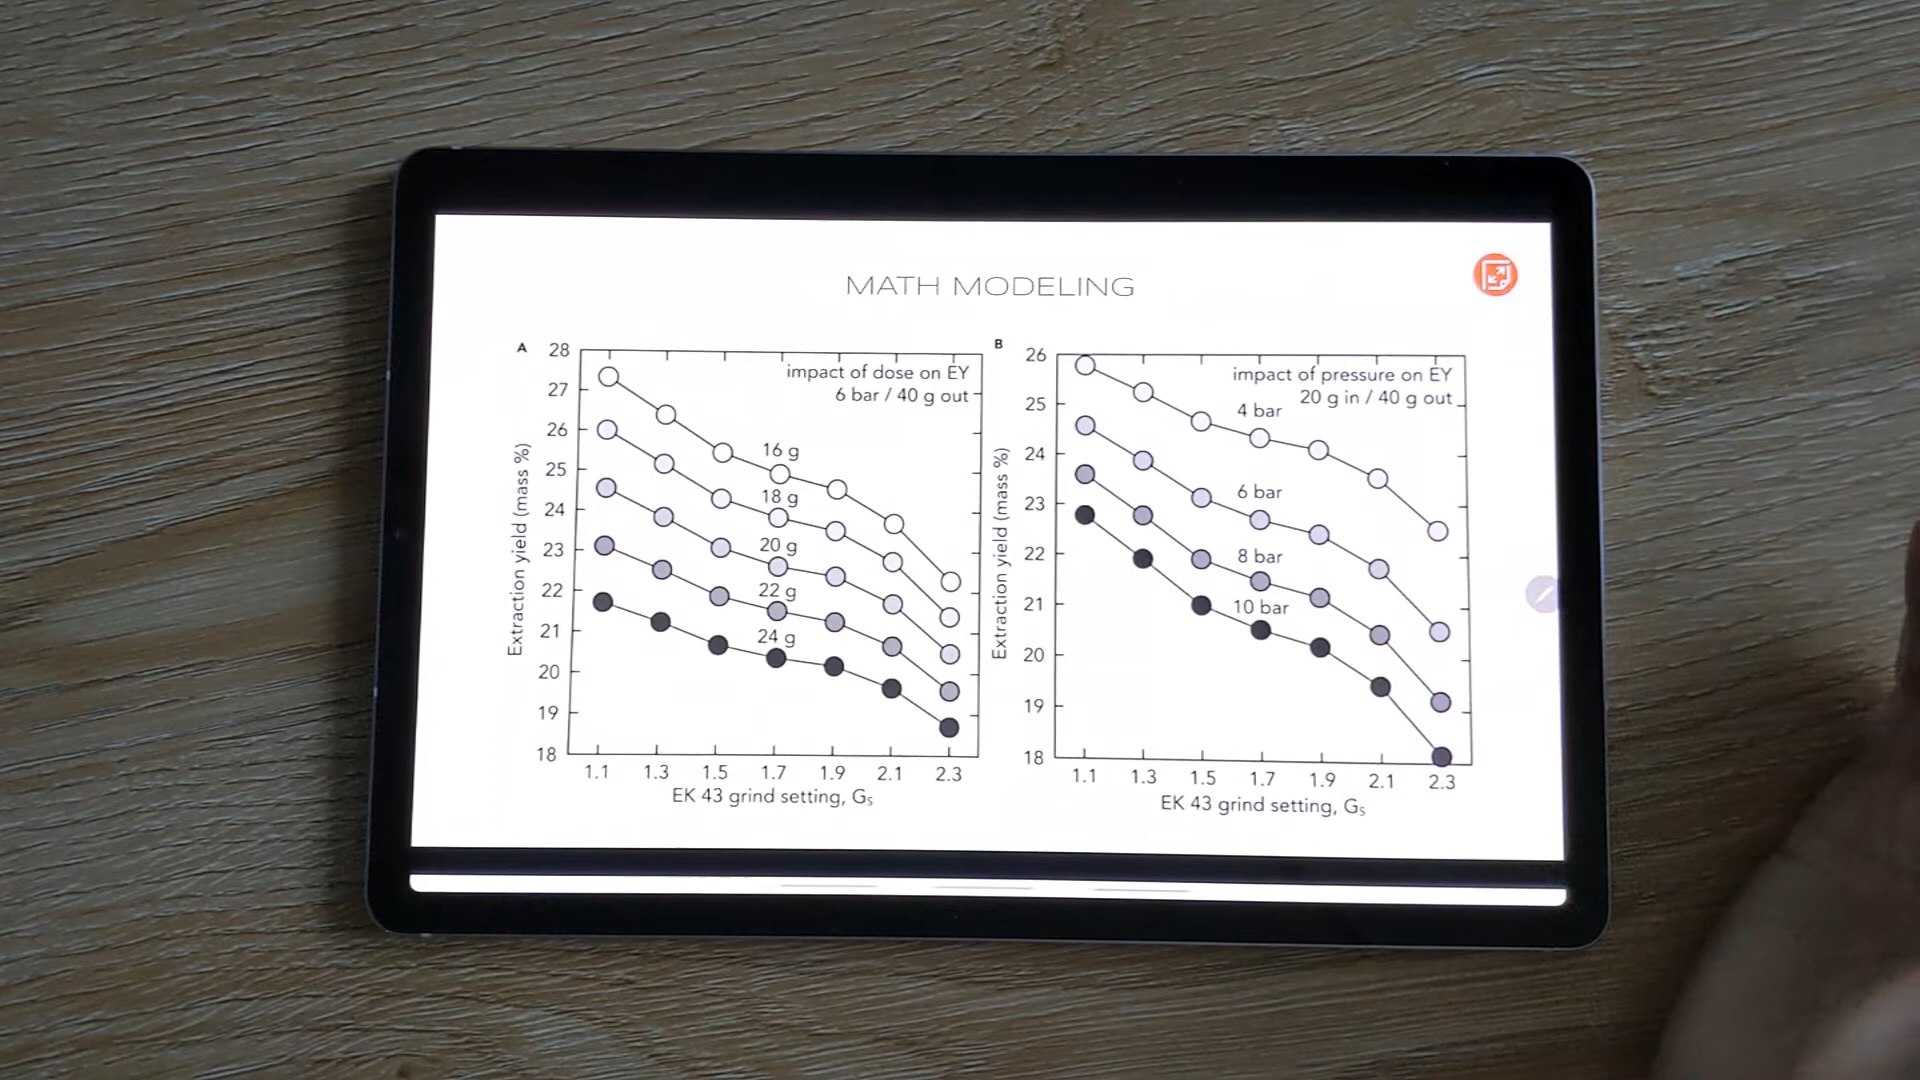 MATH MODELING
A
impact of dose on EY
6 bar / 40 g out
28
27
26
25
24
23
22
21
20
19
18
Extraction yield (mass %)
16 g
18 g
20 g
22 g
24 g
1.1 1.3 1.5 1.7 1.9 2.1 2.3
EK 43 grind setting, Gs
B
impact of pressure on EY
20 g in / 40 g out
26
25
24
23
22
21
20
19
18
Extraction yield (mass %)
4 bar
6 bar
8 bar
10 bar
1.1 1.3 1.5 1.7 1.9 2.1 2.3
EK 43 grind setting, Gs